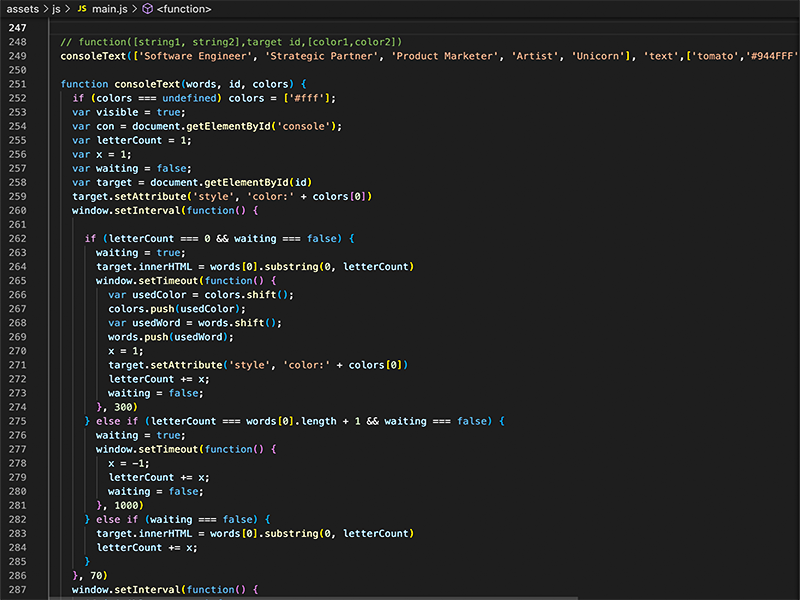 assets > js > JS main.js > <function>
247
248 // function([string1, string2],target id,[color1,color2])
249 consoleText(['Software Engineer', 'Strategic Partner', 'Product Marketer', 'Artist', 'Unicorn'], 'text',['tomato','#944FFF'
250
251 function consoleText(words, id, colors) {
252 if (colors === undefined) colors = ['#fff'];
253 var visible = true;
254 var con = document.getElementById('console');
255 var letterCount = 1;
256 var x = 1;
257 var waiting = false;
258 var target = document.getElementById(id)
259 target.setAttribute('style', 'color:' + colors[0])
260 window.setInterval(function() {
261
262 if (letterCount === 0 && waiting === false) {
263 waiting = true;
264 target.innerHTML = words[0].substring(0, letterCount)
265 window.setTimeout(function() {
266 var usedColor = colors.shift();
267 colors.push(usedColor);
268 var usedWord = words.shift();
269 words.push(usedWord);
270 x = 1;
271 target.setAttribute('style', 'color:' + colors[0])
272 letterCount += x;
273 waiting = false;
274 }, 300)
275 } else if (letterCount === words[0].length + 1 && waiting === false) {
276 waiting = true;
277 window.setTimeout(function() {
278 x = -1;
279 letterCount += x;
280 waiting = false;
281 }, 1000)
282 } else if (waiting === false) {
283 target.innerHTML = words[0].substring(0, letterCount)
284 letterCount += x;
285 }
286 }, 70)
287 window.setInterval(function() {